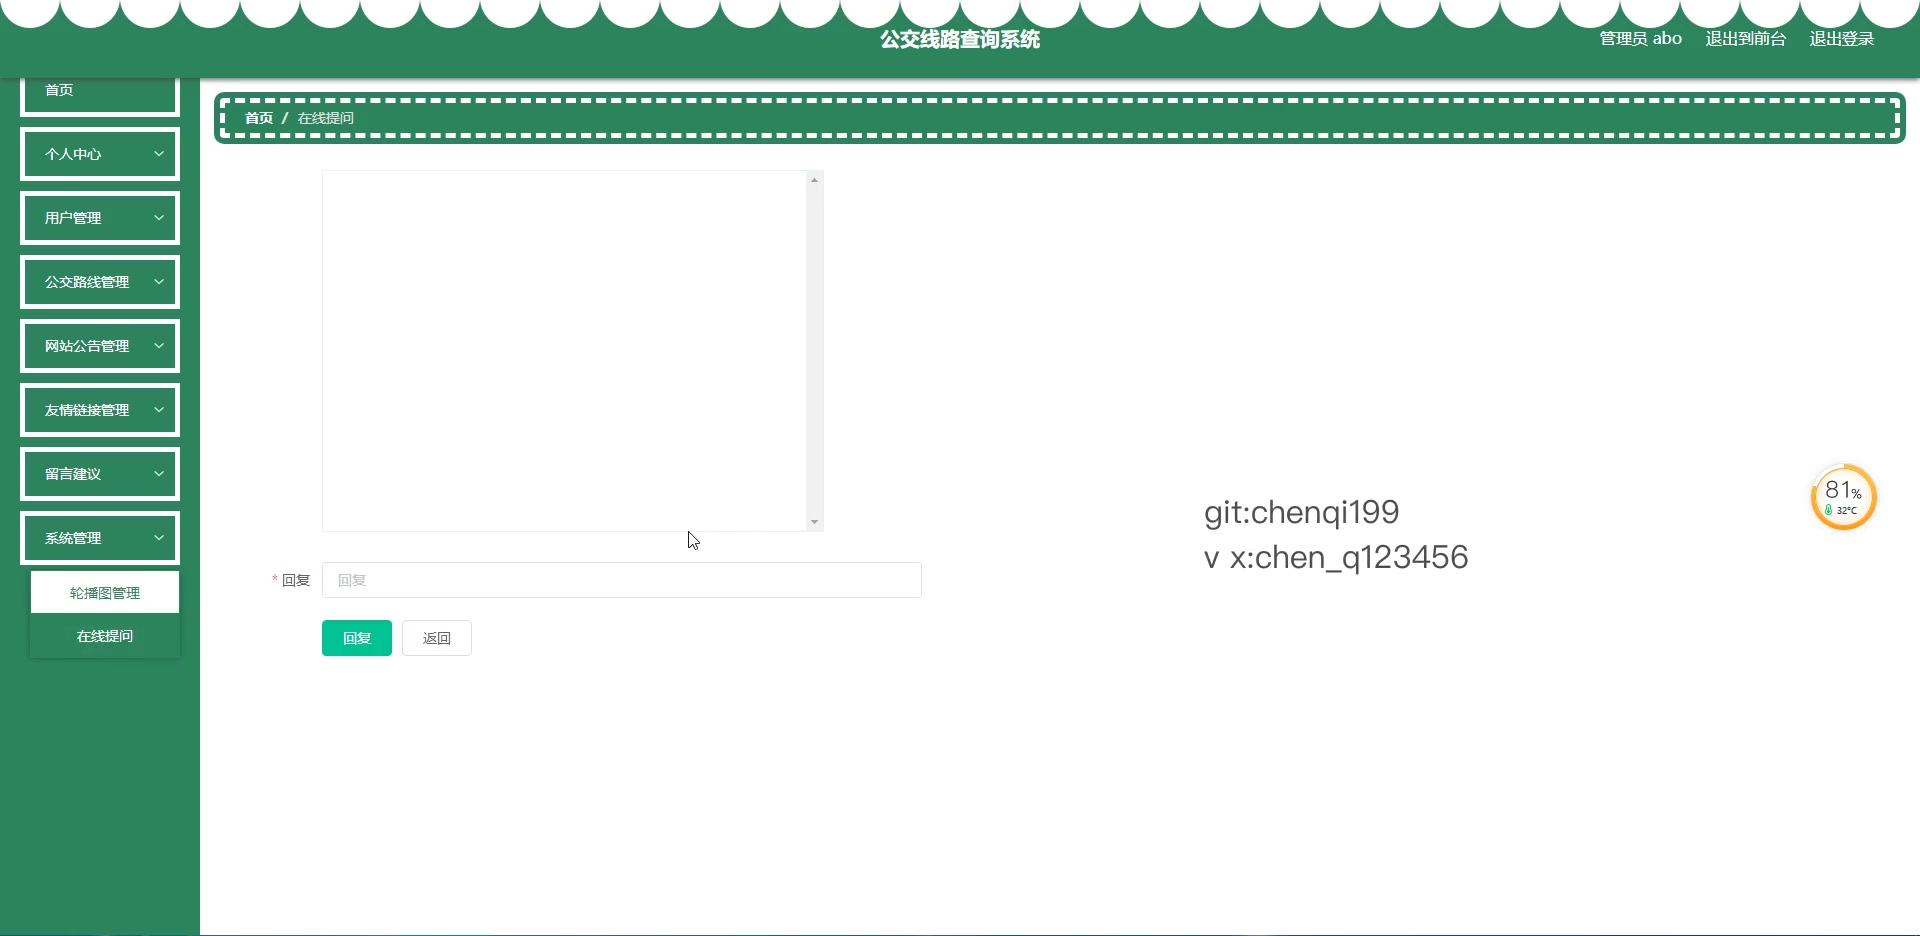 公交线路查询系统
管理员 abo 退出到前台 退出登录
首页
个人中心
用户管理
公交路线管理
网站公告管理
友情链接管理
留言建议
系统管理
轮播图管理
在线提问
首页 / 在线提问
* 回复 回复
回复 返回
git:chenqi199
v x:chen_q123456
81%
32°C